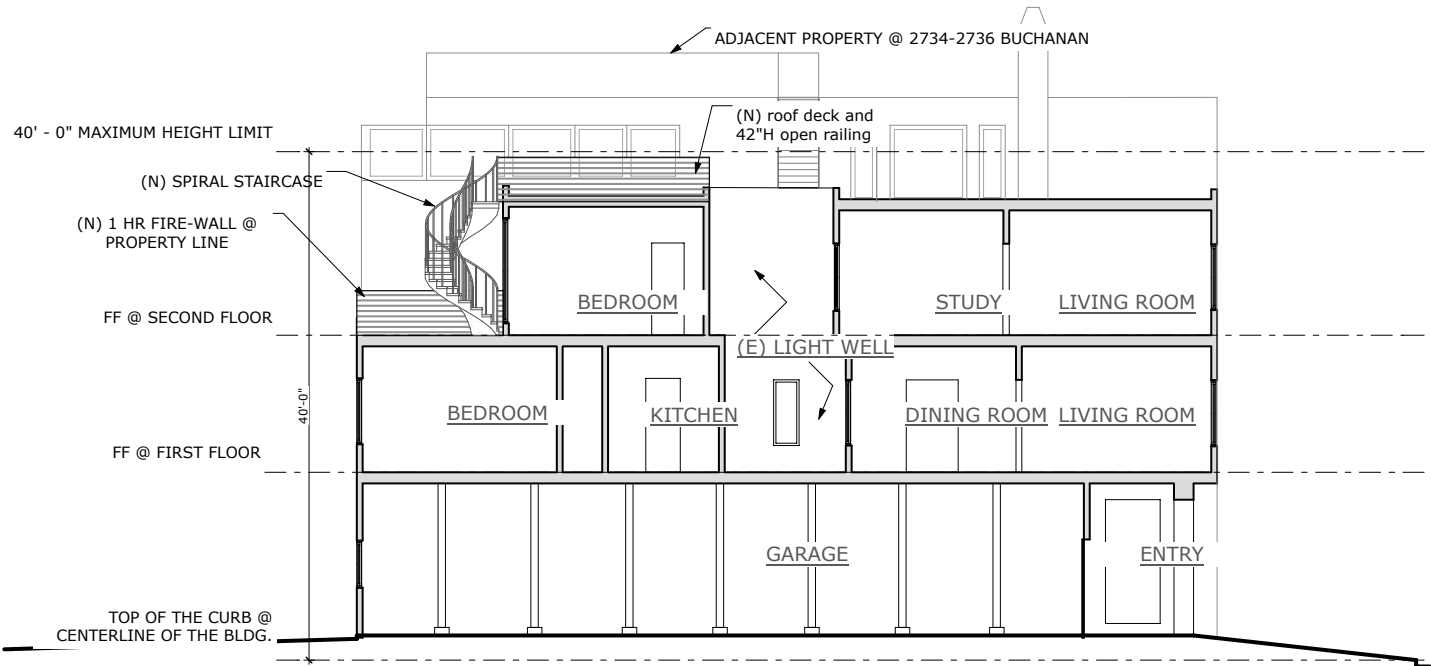 ADJACENT PROPERTY @ 2734-2736 BUCHANAN
(N) roof deck and
42"H open railing
40' - 0" MAXIMUM HEIGHT LIMIT
(N) SPIRAL STAIRCASE
(N) 1 HR FIRE-WALL @
PROPERTY LINE
BEDROOM
STUDY
LIVING ROOM
FF @ SECOND FLOOR
(E) LIGHT WELL
40'-0"
BEDROOM
KITCHEN
DINING ROOM
LIVING ROOM
FF @ FIRST FLOOR
GARAGE
ENTRY
TOP OF THE CURB @
CENTERLINE OF THE BLDG.